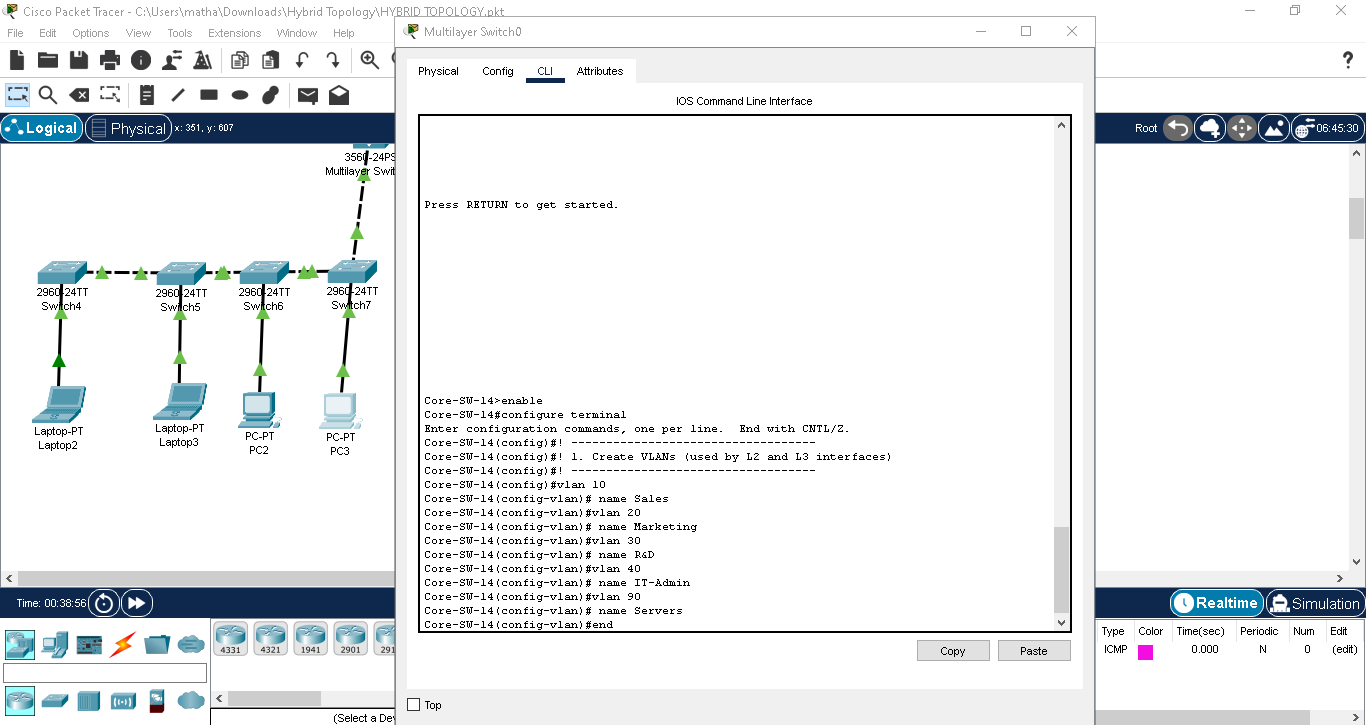 Cisco Packet Tracer - C:\Users\matha\Downloads\Hybrid Topology\HYBRID TOPOLOGY.pkt
File Edit Options View Tools Extensions Window Help
Logical
Physical
x: 351, y: 607
Root
06:45:30
3560-24PS
Multilayer Swit
2960-24TT
Switch4
2960-24TT
Switch5
2960-24TT
Switch6
2960-24TT
Switch7
Laptop-PT
Laptop2
Laptop-PT
Laptop3
PC-PT
PC2
PC-PT
PC3
Multilayer Switch0
Physical Config CLI Attributes
IOS Command Line Interface
Press RETURN to get started.
Core-SW-14>enable
Core-SW-14#configure terminal
Enter configuration commands, one per line.  End with CNTL/Z.
Core-SW-14(config)#! -----------------------------------
Core-SW-14(config)#! 1. Create VLANs (used by L2 and L3 interfaces)
Core-SW-14(config)#! -----------------------------------
Core-SW-14(config)#vlan 10
Core-SW-14(config-vlan)# name Sales
Core-SW-14(config-vlan)#vlan 20
Core-SW-14(config-vlan)# name Marketing
Core-SW-14(config-vlan)#vlan 30
Core-SW-14(config-vlan)# name R&D
Core-SW-14(config-vlan)#vlan 40
Core-SW-14(config-vlan)# name IT-Admin
Core-SW-14(config-vlan)#vlan 90
Core-SW-14(config-vlan)# name Servers
Core-SW-14(config-vlan)#end
Copy
Paste
Top
Time: 00:38:56
Realtime
Simulation
4331 4321 1941 2901 291
(Select a Dev
Type Color Time(sec) Periodic Num Edit
ICMP 0.000 N 0 (edit)